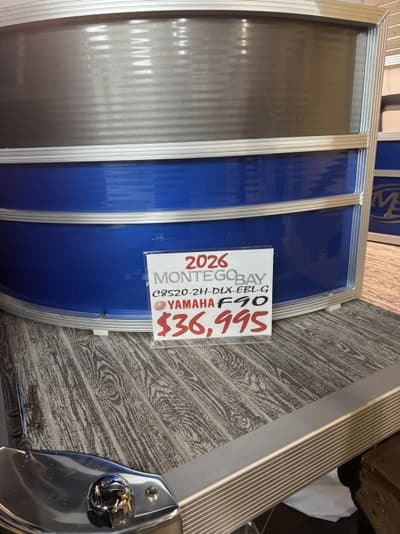 2026
MONTEGO BAY
C8520-2H-DLX-EBL-G
YAMAHA F90
$36,995